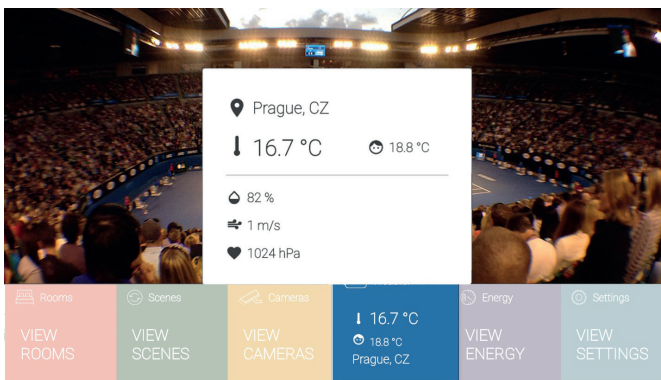 Prague, CZ
16.7 °C
18.8 °C
82 %
1 m/s
1024 hPa
Rooms
VIEW
ROOMS
Scenes
VIEW
SCENES
Cameras
VIEW
CAMERAS
16.7 °C
18.8 °C
Prague, CZ
Energy
VIEW
ENERGY
Settings
VIEW
SETTINGS